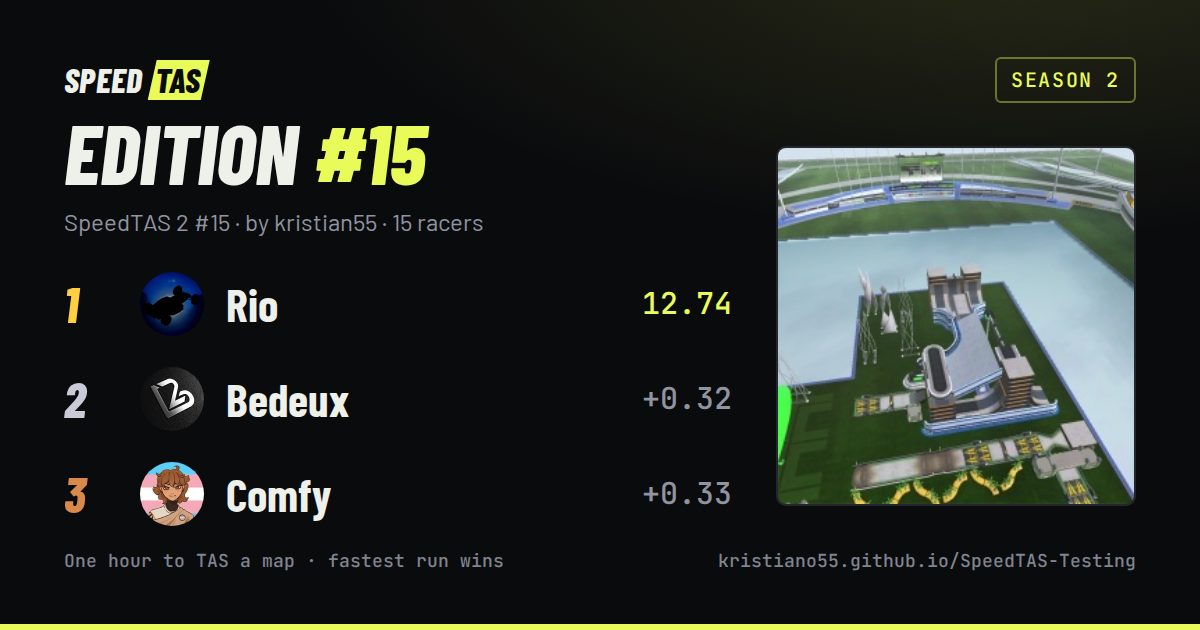 SPEED TAS
SEASON 2
EDITION #15
SpeedTAS 2 #15 · by kristian55 · 15 racers
1 Rio 12.74
2 Bedeux +0.32
3 Comfy +0.33
One hour to TAS a map · fastest run wins
kristiano55.github.io/SpeedTAS-Testing